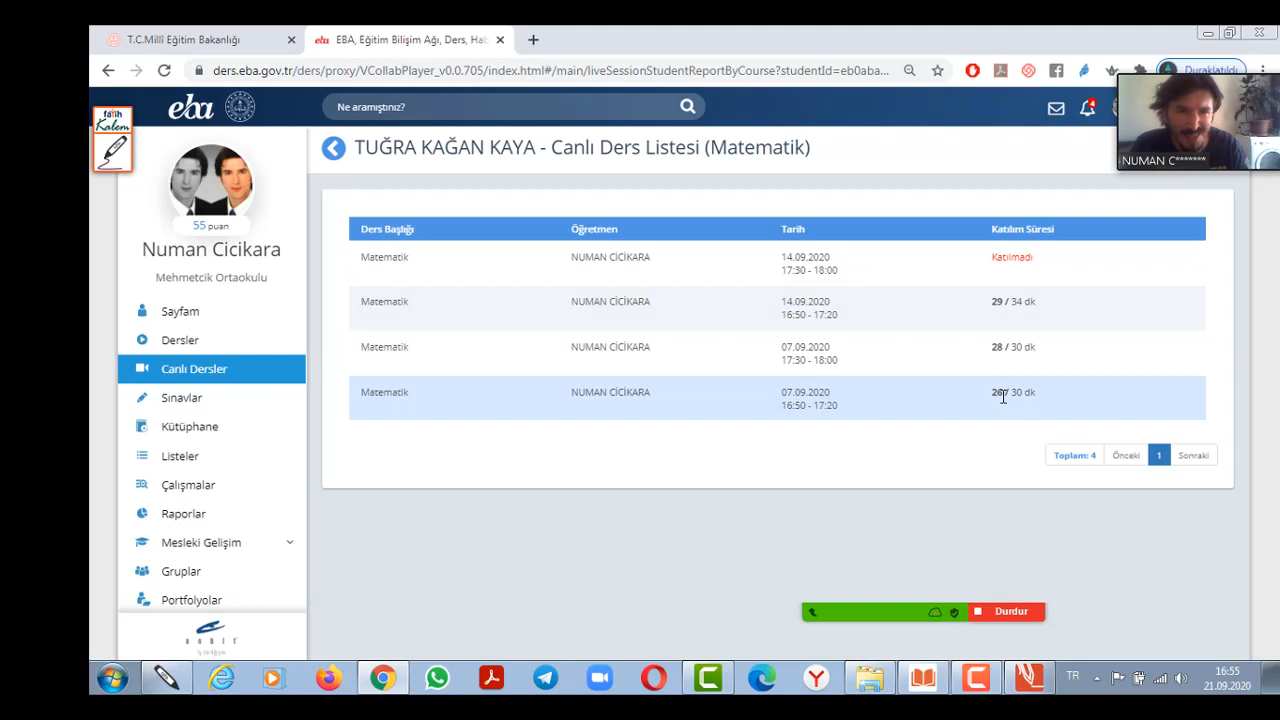 T.C.Millî Eğitim Bakanlığı
eba EBA, Eğitim Bilişim Ağı, Ders, Hab
ders.eba.gov.tr/ders/proxy/VCollabPlayer_v0.0.705/index.html#/main/liveSessionStudentReportByCourse?studentId=eb0aba...
Duraklatıldı
fatih
Kalem
eba
Ne aramıştınız?
4
NUMAN C*******
TUĞRA KAĞAN KAYA - Canlı Ders Listesi (Matematik)
55 puan
Numan Cicikara
Mehmetcik Ortaokulu
Sayfam
Dersler
Canlı Dersler
Sınavlar
Kütüphane
Listeler
Çalışmalar
Raporlar
Mesleki Gelişim
Gruplar
Portfolyolar
Ders Başlığı Öğretmen Tarih Katılım Süresi
Matematik NUMAN CİCİKARA 14.09.2020 Katılmadı
17:30 - 18:00
Matematik NUMAN CİCİKARA 14.09.2020 29 / 34 dk
16:50 - 17:20
Matematik NUMAN CİCİKARA 07.09.2020 28 / 30 dk
17:30 - 18:00
Matematik NUMAN CİCİKARA 07.09.2020 26 / 30 dk
16:50 - 17:20
Toplam: 4 Önceki 1 Sonraki
Durdur
TR
16:55
21.09.2020